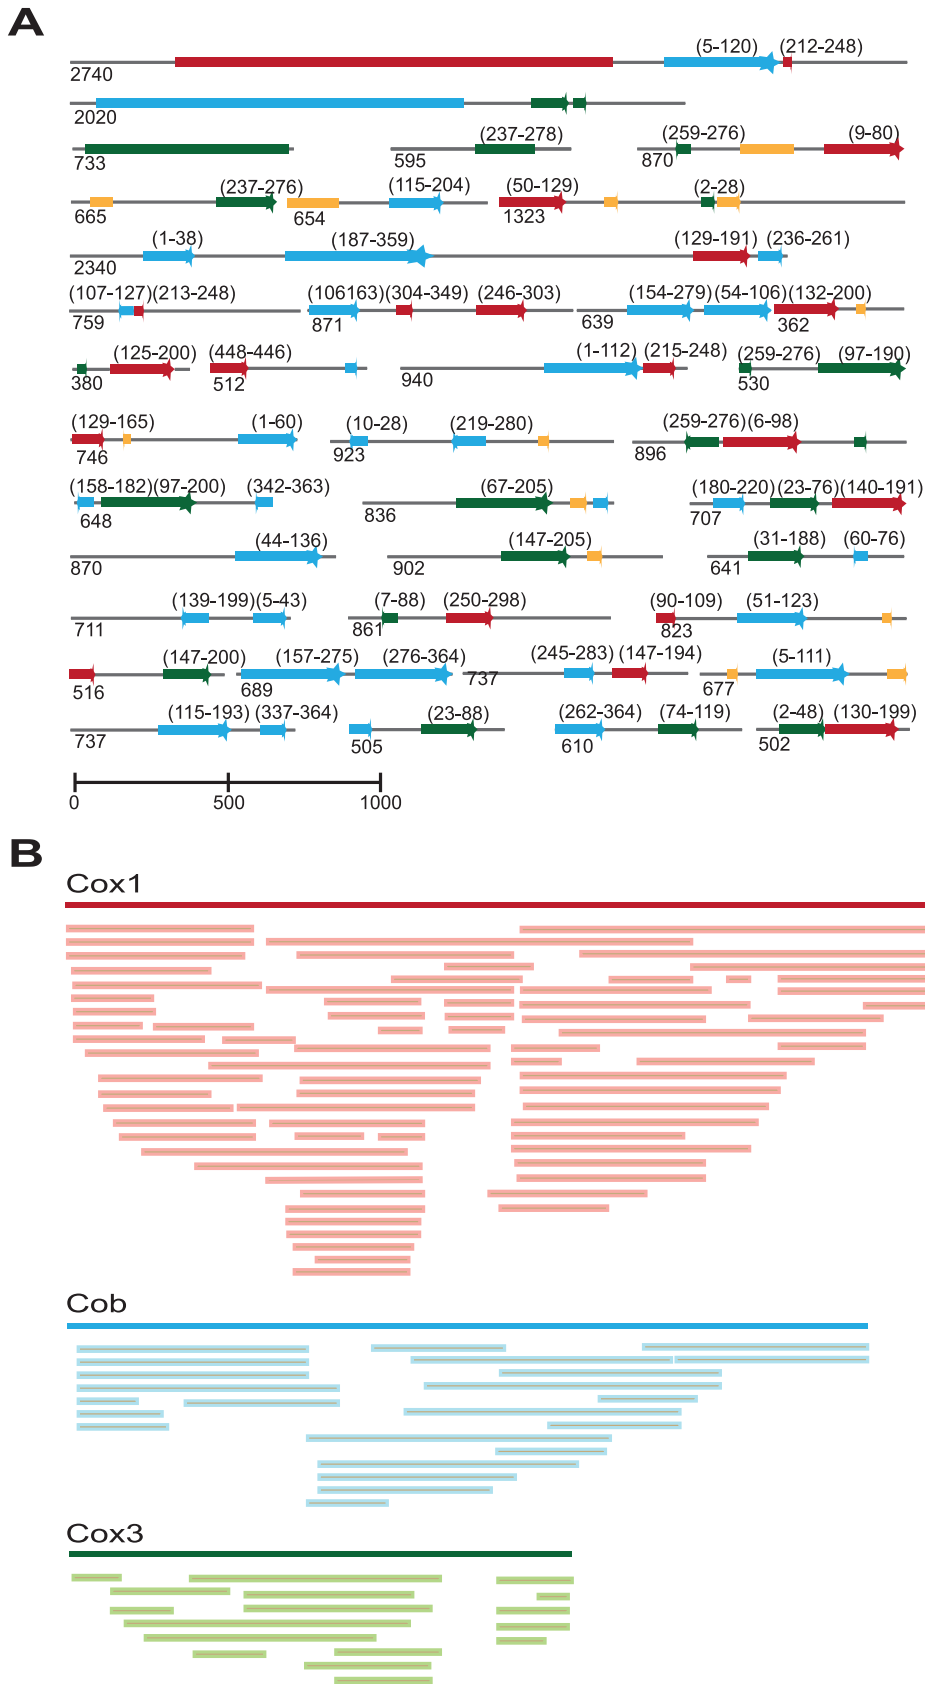 A
(5-120) (212-248)
2740
2020
(237-278) (259-276) (9-80)
733 595 870
(237-276) (115-204) (50-129) (2-28)
665 654 1323
(1-38) (187-359) (129-191) (236-261)
2340
(107-127) (213-248) (106163) (304-349) (246-303) (154-279) (54-106) (132-200)
759 871 639 362
(125-200) (448-446) (1-112) (215-248) (259-276) (97-190)
380 512 940 530
(129-165) (1-60) (10-28) (219-280) (259-276) (6-98)
746 923 896
(158-182) (97-200) (342-363) (67-205) (180-220) (23-76) (140-191)
648 836 707
(44-136) (147-205) (31-188) (60-76)
870 902 641
(139-199) (5-43) (7-88) (250-298) (90-109) (51-123)
711 861 823
(147-200) (157-275) (276-364) (245-283) (147-194) (5-111)
516 689 737 677
(115-193) (337-364) (23-88) (262-364) (74-119) (2-48) (130-199)
737 505 610 502
0 500 1000
B
Cox1
Cob
Cox3